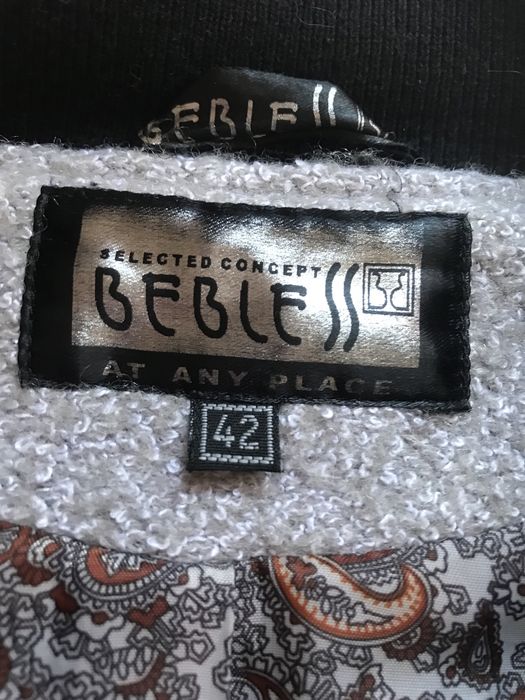 BEBLESS
SELECTED CONCEPT
BEBLESS
AT ANY PLACE
42